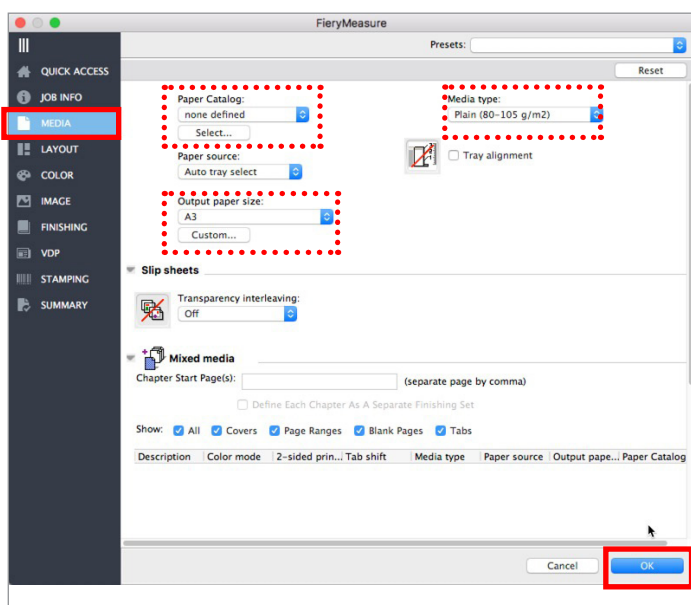 FieryMeasure
Presets:
Reset
QUICK ACCESS
JOB INFO
MEDIA
LAYOUT
COLOR
IMAGE
FINISHING
VDP
STAMPING
SUMMARY
Paper Catalog:
none defined
Select...
Media type:
Plain (80-105 g/m2)
Paper source:
Auto tray select
Tray alignment
Output paper size:
A3
Custom...
Slip sheets
Transparency interleaving:
Off
Mixed media
Chapter Start Page(s): (separate page by comma)
Define Each Chapter As A Separate Finishing Set
Show: All Covers Page Ranges Blank Pages Tabs
Description Color mode 2-sided prin... Tab shift Media type Paper source Output pape... Paper Catalog
Cancel OK